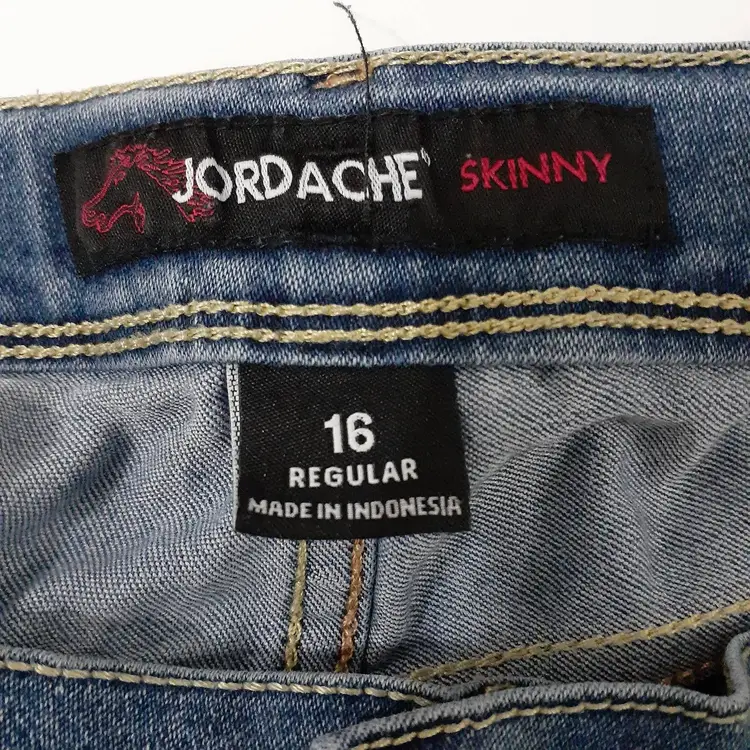 JORDACHE® SKINNY
16
REGULAR
MADE IN INDONESIA